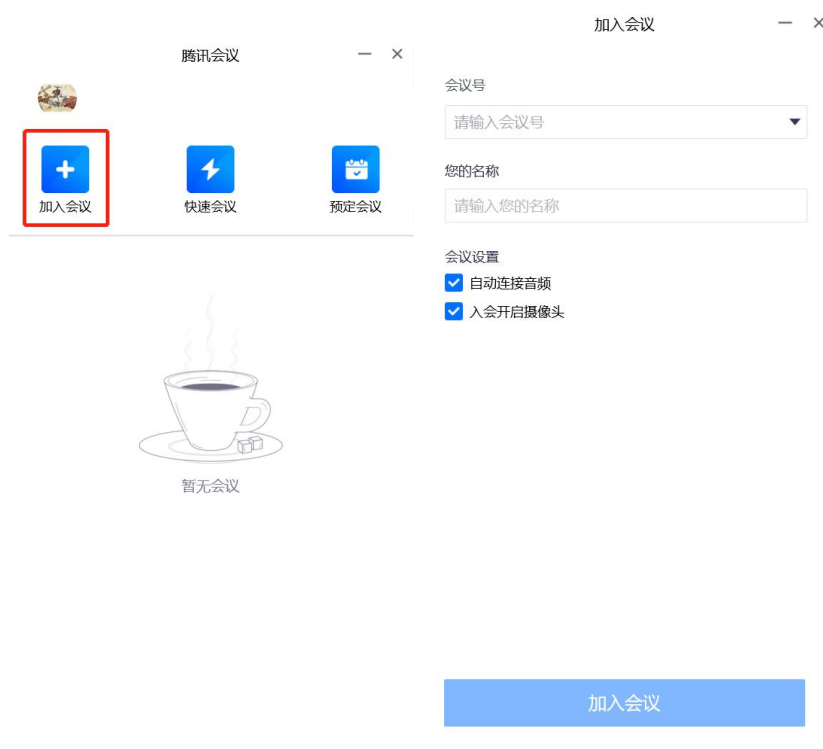 腾讯会议
加入会议
快速会议
预定会议
暂无会议
加入会议
会议号
请输入会议号
您的名称
请输入您的名称
会议设置
自动连接音频
入会开启摄像头
加入会议